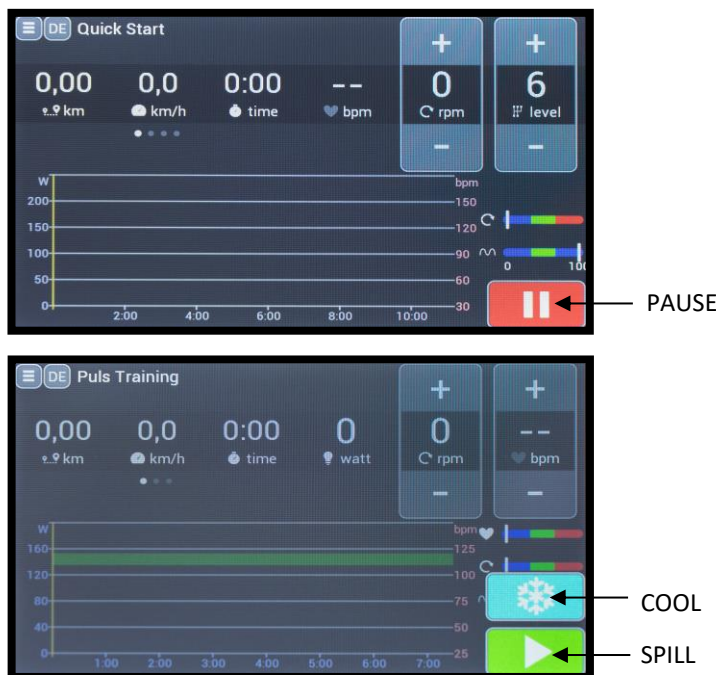 DE Quick Start
+ +
0,00 0,0 0:00 -- 0 6
km km/h time bpm rpm level
- -
W bpm
200 150
150 120
100 90
0 100
50 60
0 30
2:00 4:00 6:00 8:00 10:00
PAUSE
DE Puls Training
+ +
0,00 0,0 0:00 0 0 --
km km/h time watt rpm bpm
- -
W bpm
160 125
120 100
80 75
COOL
40 50
0 25
1:00 2:00 3:00 4:00 5:00 6:00 7:00
SPILL